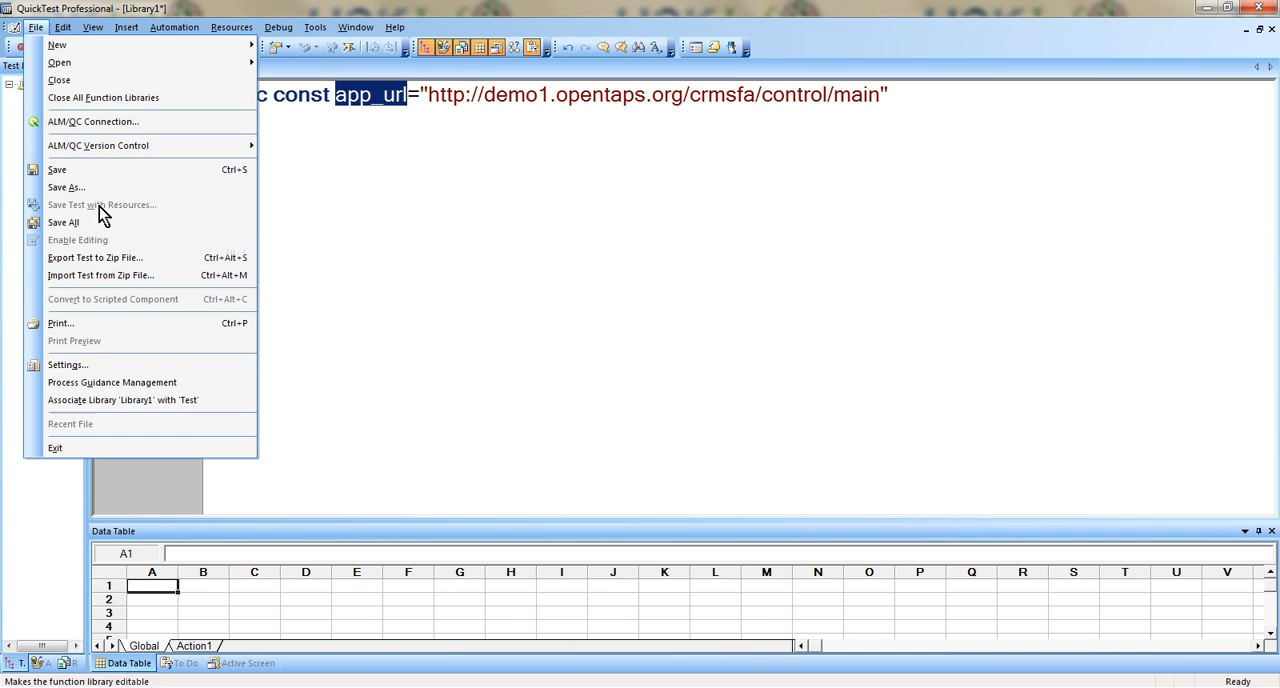 QuickTest Professional - [Library1*]
File Edit View Insert Automation Resources Debug Tools Window Help
Test
New
Open
Close
Close All Function Libraries
ALM/QC Connection...
ALM/QC Version Control
Save Ctrl+S
Save As...
Save Test with Resources...
Save All
Enable Editing
Export Test to Zip File... Ctrl+Alt+S
Import Test from Zip File... Ctrl+Alt+M
Convert to Scripted Component Ctrl+Alt+C
Print... Ctrl+P
Print Preview
Settings...
Process Guidance Management
Associate Library 'Library1' with 'Test'
Recent File
Exit
c const app_url="http://demo1.opentaps.org/crmsfa/control/main"
Data Table
A1
A B C D E F G H I J K L M N O P Q R S T U V
1
2
3
4
Global Action1
T. A R Data Table To Do Active Screen
Makes the function library editable Ready